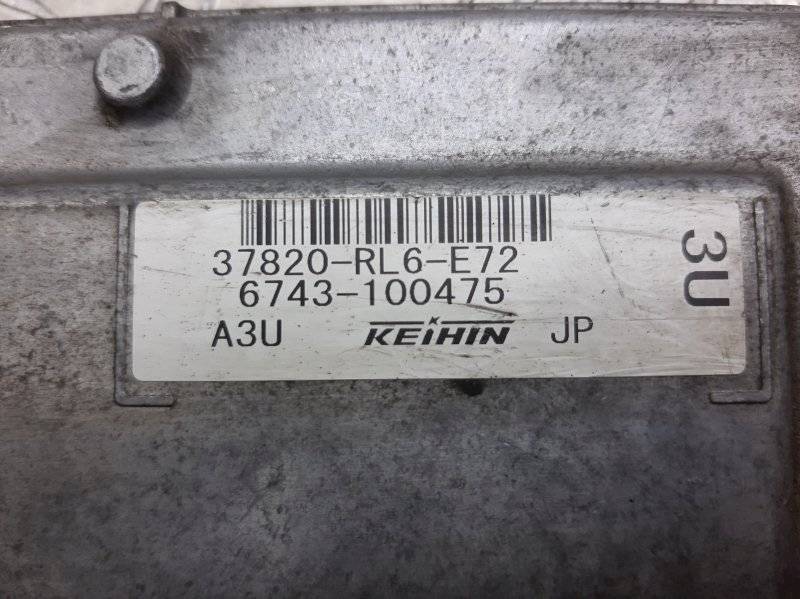 37820-RL6-E72
6743-100475
A3U KEIHIN JP
3U